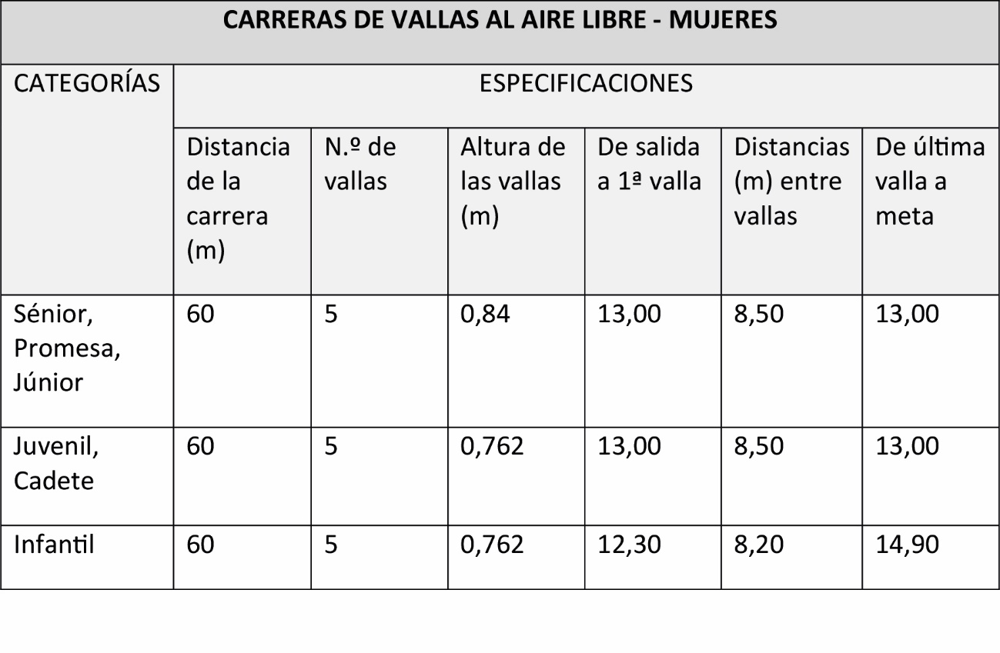 CARRERAS DE VALLAS AL AIRE LIBRE - MUJERES
CATEGORÍAS
ESPECIFICACIONES
Distancia
de la
carrera
(m)
N.º de
vallas
Altura de
las vallas
(m)
De salida
a 1ª valla
Distancias
(m) entre
vallas
De última
valla a
meta
Sénior,
Promesa,
Júnior
60
5
0,84
13,00
8,50
13,00
Juvenil,
Cadete
60
5
0,762
13,00
8,50
13,00
Infantil
60
5
0,762
12,30
8,20
14,90